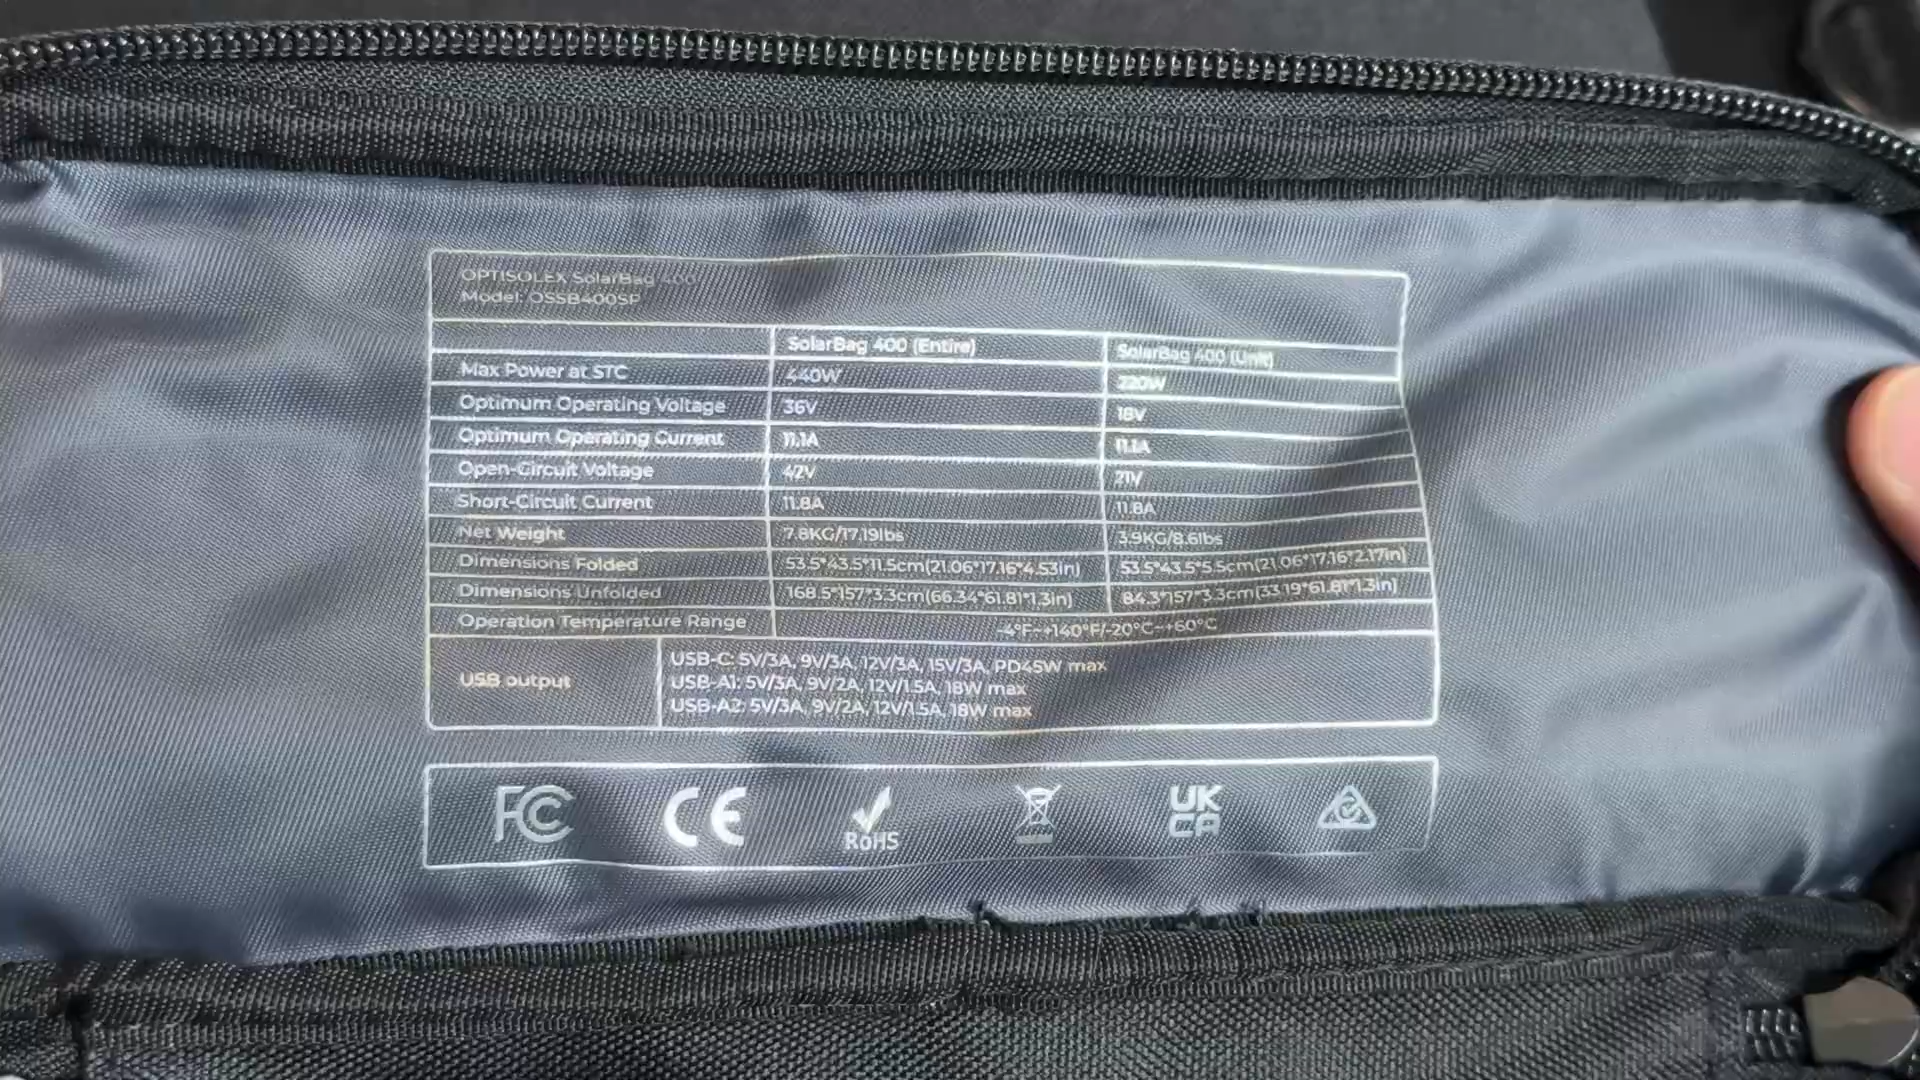 OPTISOLEX SolarBag 400
Model: OSSB400SP
SolarBag 400 (Entire) SolarBag 400 (Unit)
Max Power at STC 440W 220W
Optimum Operating Voltage 36V 18V
Optimum Operating Current 11.1A 11.1A
Open-Circuit Voltage 42V 21V
Short-Circuit Current 11.8A 11.8A
Net Weight 7.8KG/17.19lbs 3.9KG/8.6lbs
Dimensions Folded 53.5*43.5*11.5cm(21.06*17.16*4.53in) 53.5*43.5*5.5cm(21.06*17.16*2.17in)
Dimensions Unfolded 168.5*157*3.3cm(66.34*61.81*1.3in) 84.3*157*3.3cm(33.19*61.81*1.3in)
Operation Temperature Range -4°F~+140°F/-20°C~+60°C
USB output
USB-C: 5V/3A, 9V/3A, 12V/3A, 15V/3A, PD45W max
USB-A1: 5V/3A, 9V/2A, 12V/1.5A, 18W max
USB-A2: 5V/3A, 9V/2A, 12V/1.5A, 18W max
FC CE RoHS UK CA